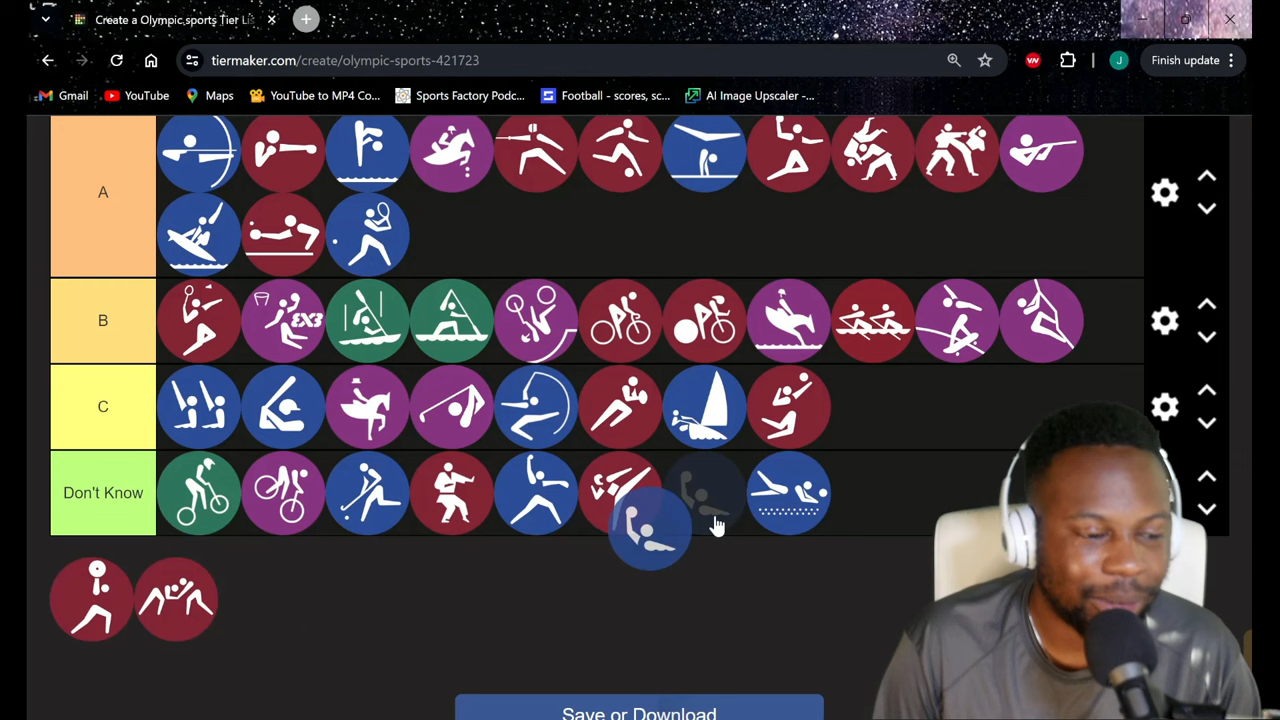 Create a Olympic sports Tier Li
tiermaker.com/create/olympic-sports-421723
J
Finish update
Gmail
YouTube
Maps
YouTube to MP4 Co...
Sports Factory Podc...
Football - scores, sc...
AI Image Upscaler -...
A
B
3X3
C
Don't Know
Save or Download